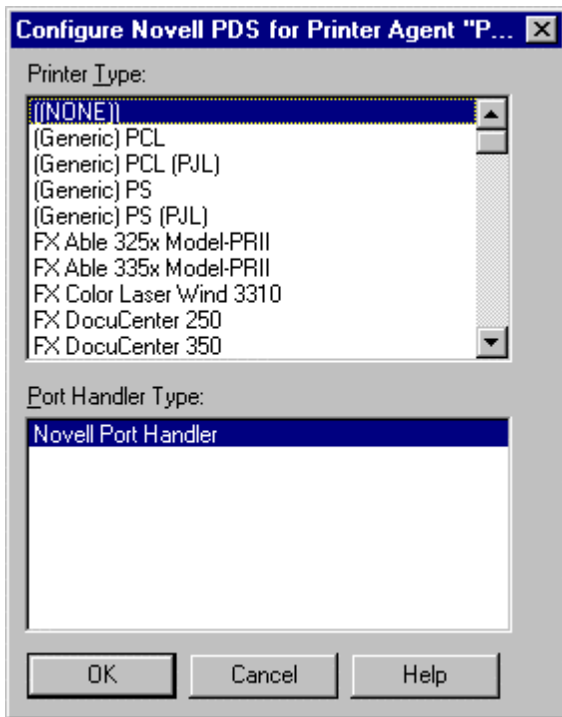 Configure Novell PDS for Printer Agent "P...
Printer Type:
((NONE))
(Generic) PCL
(Generic) PCL (PJL)
(Generic) PS
(Generic) PS (PJL)
FX Able 325x Model-PRII
FX Able 335x Model-PRII
FX Color Laser Wind 3310
FX DocuCenter 250
FX DocuCenter 350
Port Handler Type:
Novell Port Handler
OK Cancel Help